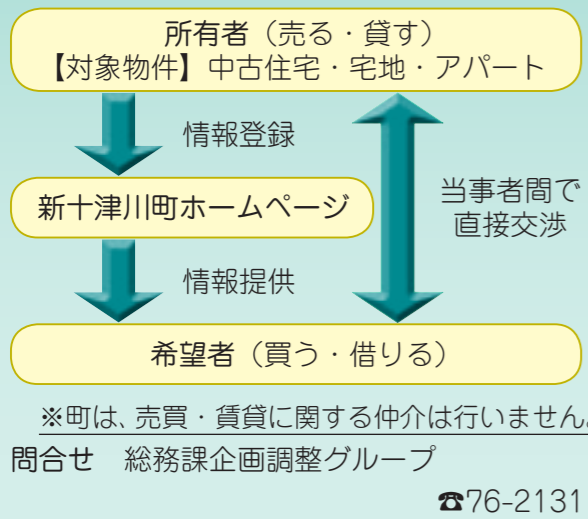 所有者（売る・貸す）
【対象物件】中古住宅・宅地・アパート
情報登録
新十津川町ホームページ
当事者間で
直接交渉
情報提供
希望者（買う・借りる）
※町は、売買・賃貸に関する仲介は行いません。
問合せ　総務課企画調整グループ
☎76-2131